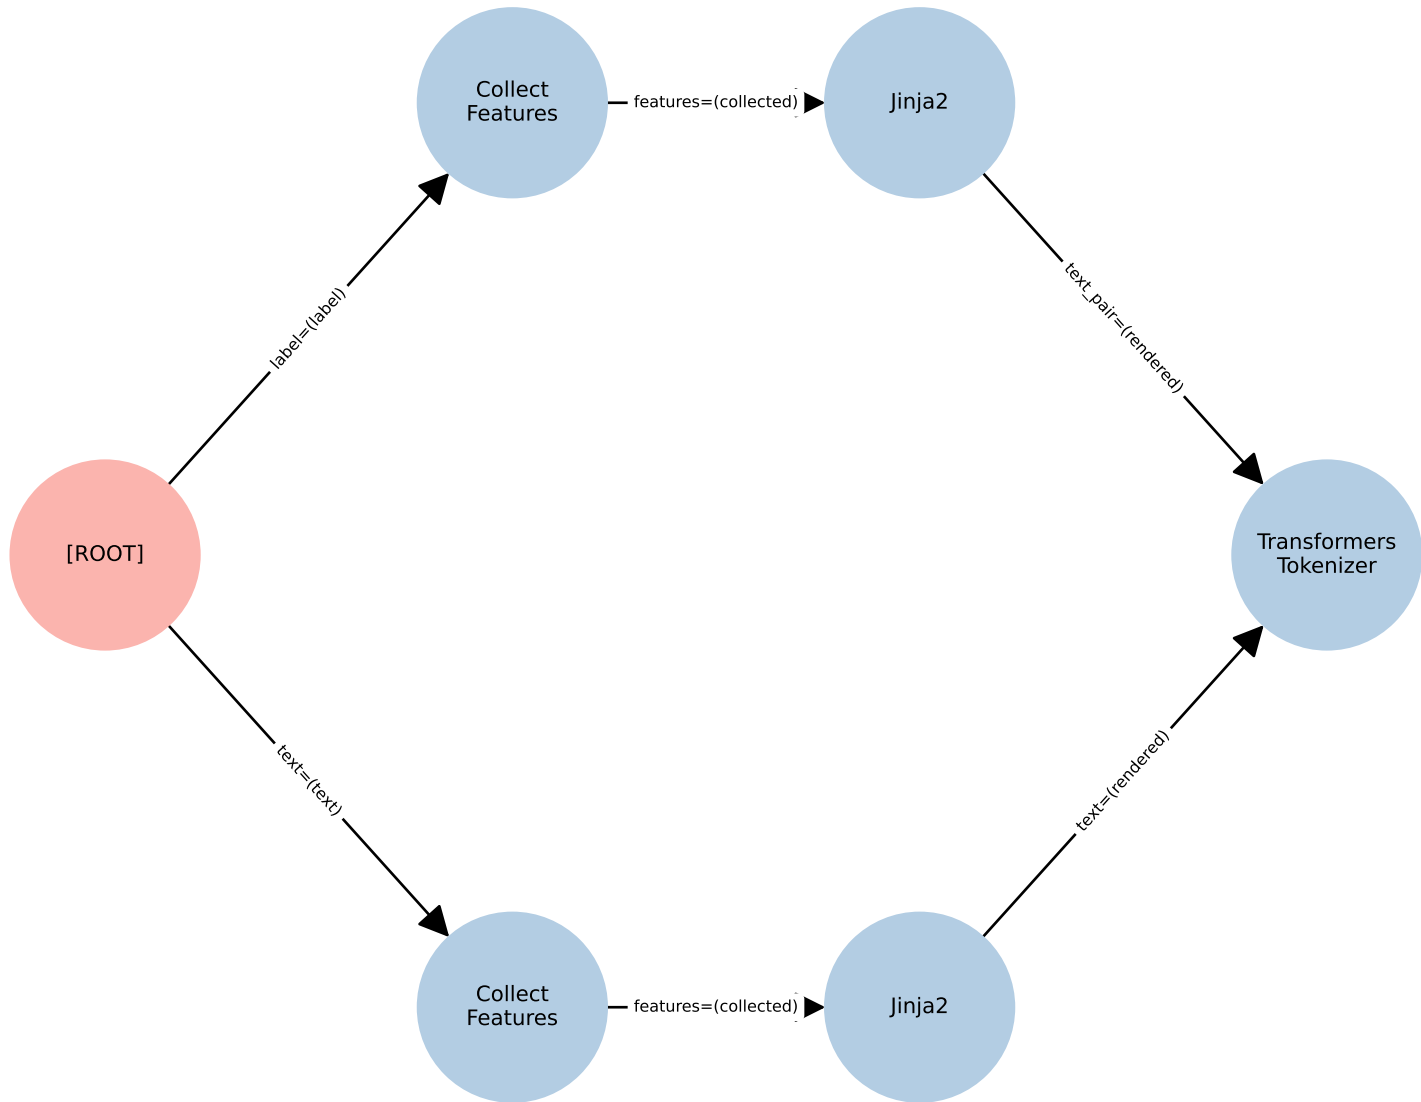 Collect
Features
features=(collected)
Jinja2
label=(label)
text_pair=(rendered)
[ROOT]
Transformers
Tokenizer
text=(text)
text=(rendered)
Collect
Features
features=(collected)
Jinja2